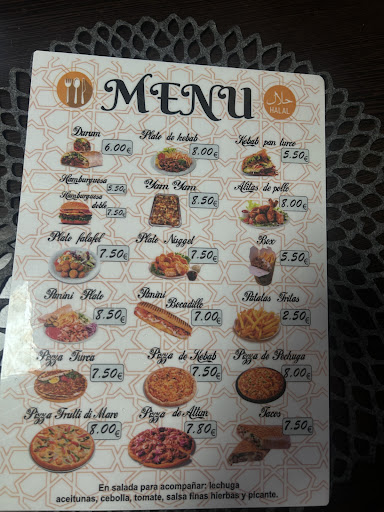 MENU
حلال
HALAL
Durum
6.00€
Plato de kebab
8.00€
Kebab pan turco
5.50€
Hamburguesa
5.50€
Hamburguesa
doble
7.50€
Yam Yam
8.50€
Alitas de pollo
8.00€
Plato falafel
7.50€
Plato Nugget
7.50€
Box
5.50€
Panini Plato
8.50€
Panini
Bocadillo
7.00€
Patatas Fritas
2.50€
Pizza Turca
7.50€
Pizza de Kebab
7.50€
Pizza de Pechuga
8.00€
Pizza Frutti di Mare
8.00€
Pizza de Atun
7.80€
Tacos
7.50€
En salada para acompañar: lechuga
aceitunas, cebolla, tomate, salsa finas hierbas y picante.